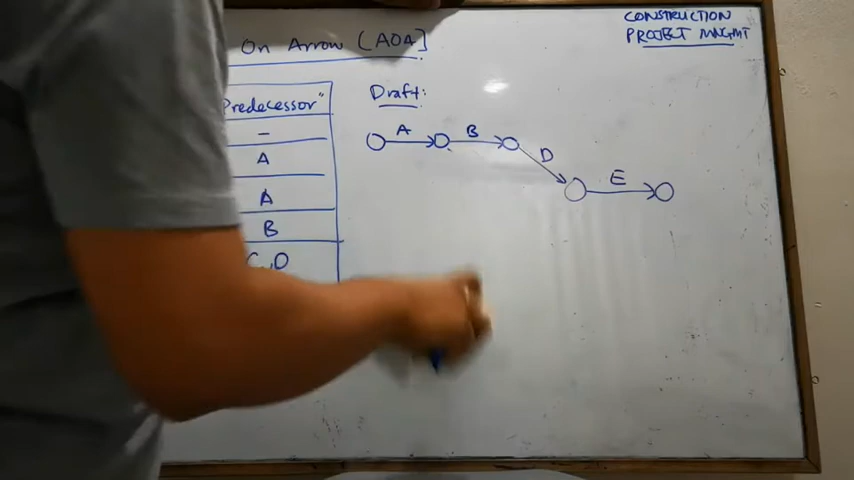 CONSTRUCTION
PROJECT MNGMT
On Arrow (AOA]
Predecessor"
Draft:
-
A
A
B
C, D
A
B
D
E